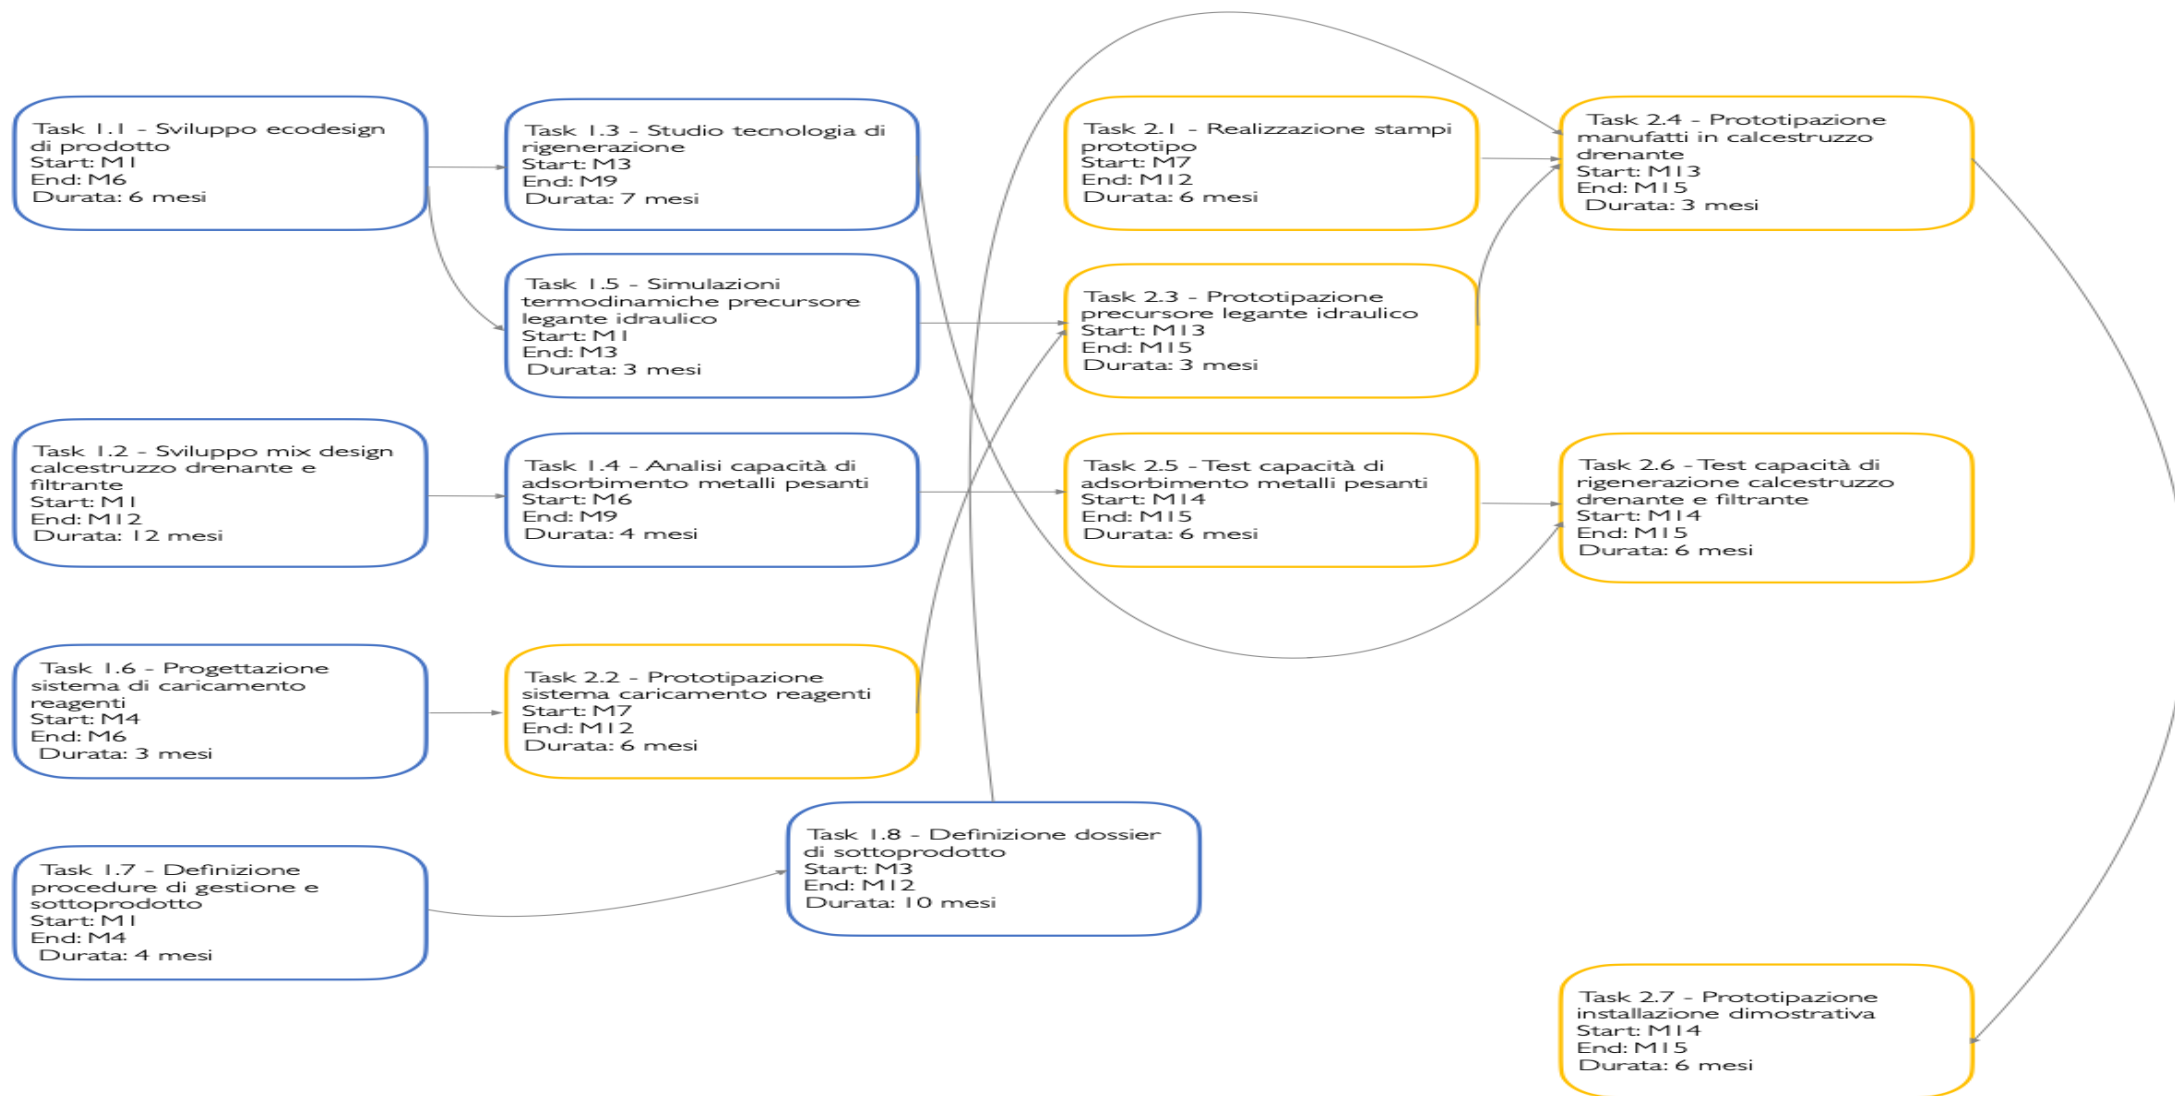 Task 1.1 - Sviluppo ecodesign
di prodotto
Start: M1
End: M6
Durata: 6 mesi
Task 1.3 - Studio tecnologia di
rigenerazione
Start: M3
End: M9
Durata: 7 mesi
Task 2.1 - Realizzazione stampi
prototipo
Start: M7
End: M12
Durata: 6 mesi
Task 2.4 - Prototipazione
manufatti in calcestruzzo
drenante
Start: M13
End: M15
Durata: 3 mesi
Task 1.5 - Simulazioni
termodinamiche precursore
legante idraulico
Start: M1
End: M3
Durata: 3 mesi
Task 2.3 - Prototipazione
precursore legante idraulico
Start: M13
End: M15
Durata: 3 mesi
Task 1.2 - Sviluppo mix design
calcestruzzo drenante e
filtrante
Start: M1
End: M12
Durata: 12 mesi
Task 1.4 - Analisi capacità di
adsorbimento metalli pesanti
Start: M6
End: M9
Durata: 4 mesi
Task 2.5 - Test capacità di
adsorbimento metalli pesanti
Start: M14
End: M15
Durata: 6 mesi
Task 2.6 - Test capacità di
rigenerazione calcestruzzo
drenante e filtrante
Start: M14
End: M15
Durata: 6 mesi
Task 1.6 - Progettazione
sistema di caricamento
reagenti
Start: M4
End: M6
Durata: 3 mesi
Task 2.2 - Prototipazione
sistema caricamento reagenti
Start: M7
End: M12
Durata: 6 mesi
Task 1.8 - Definizione dossier
di sottoprodotto
Start: M3
End: M12
Durata: 10 mesi
Task 1.7 - Definizione
procedure di gestione e
sottoprodotto
Start: M1
End: M4
Durata: 4 mesi
Task 2.7 - Prototipazione
installazione dimostrativa
Start: M14
End: M15
Durata: 6 mesi